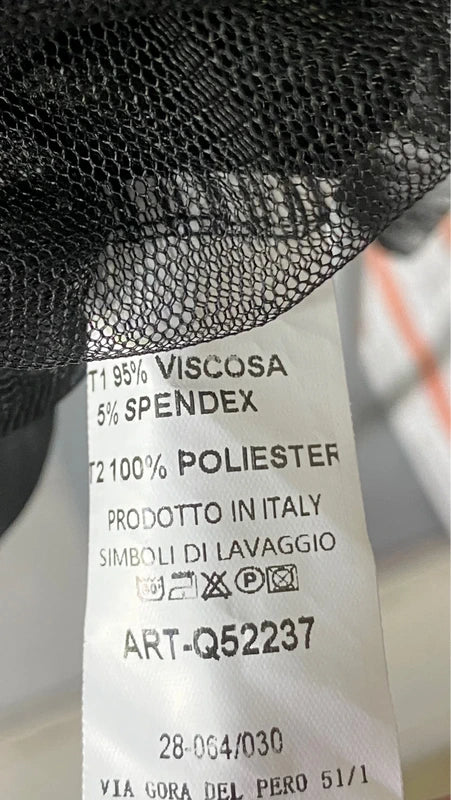 T1 95% VISCOSA
5% SPENDEX
T2 100% POLIESTER
PRODOTTO IN ITALY
SIMBOLI DI LAVAGGIO
30° P
ART-Q52237
28-064/030
VIA GORA DEL PERO 51/1